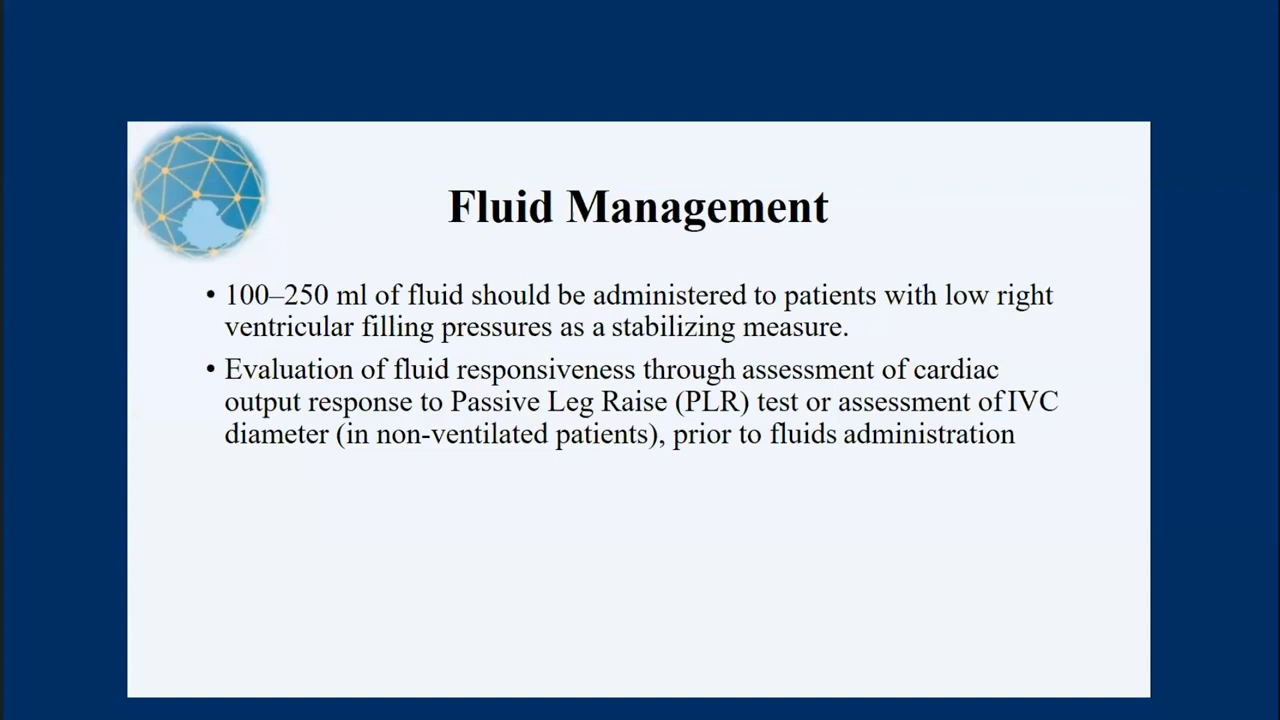 Fluid Management
• 100–250 ml of fluid should be administered to patients with low right
ventricular filling pressures as a stabilizing measure.
• Evaluation of fluid responsiveness through assessment of cardiac
output response to Passive Leg Raise (PLR) test or assessment of IVC
diameter (in non-ventilated patients), prior to fluids administration